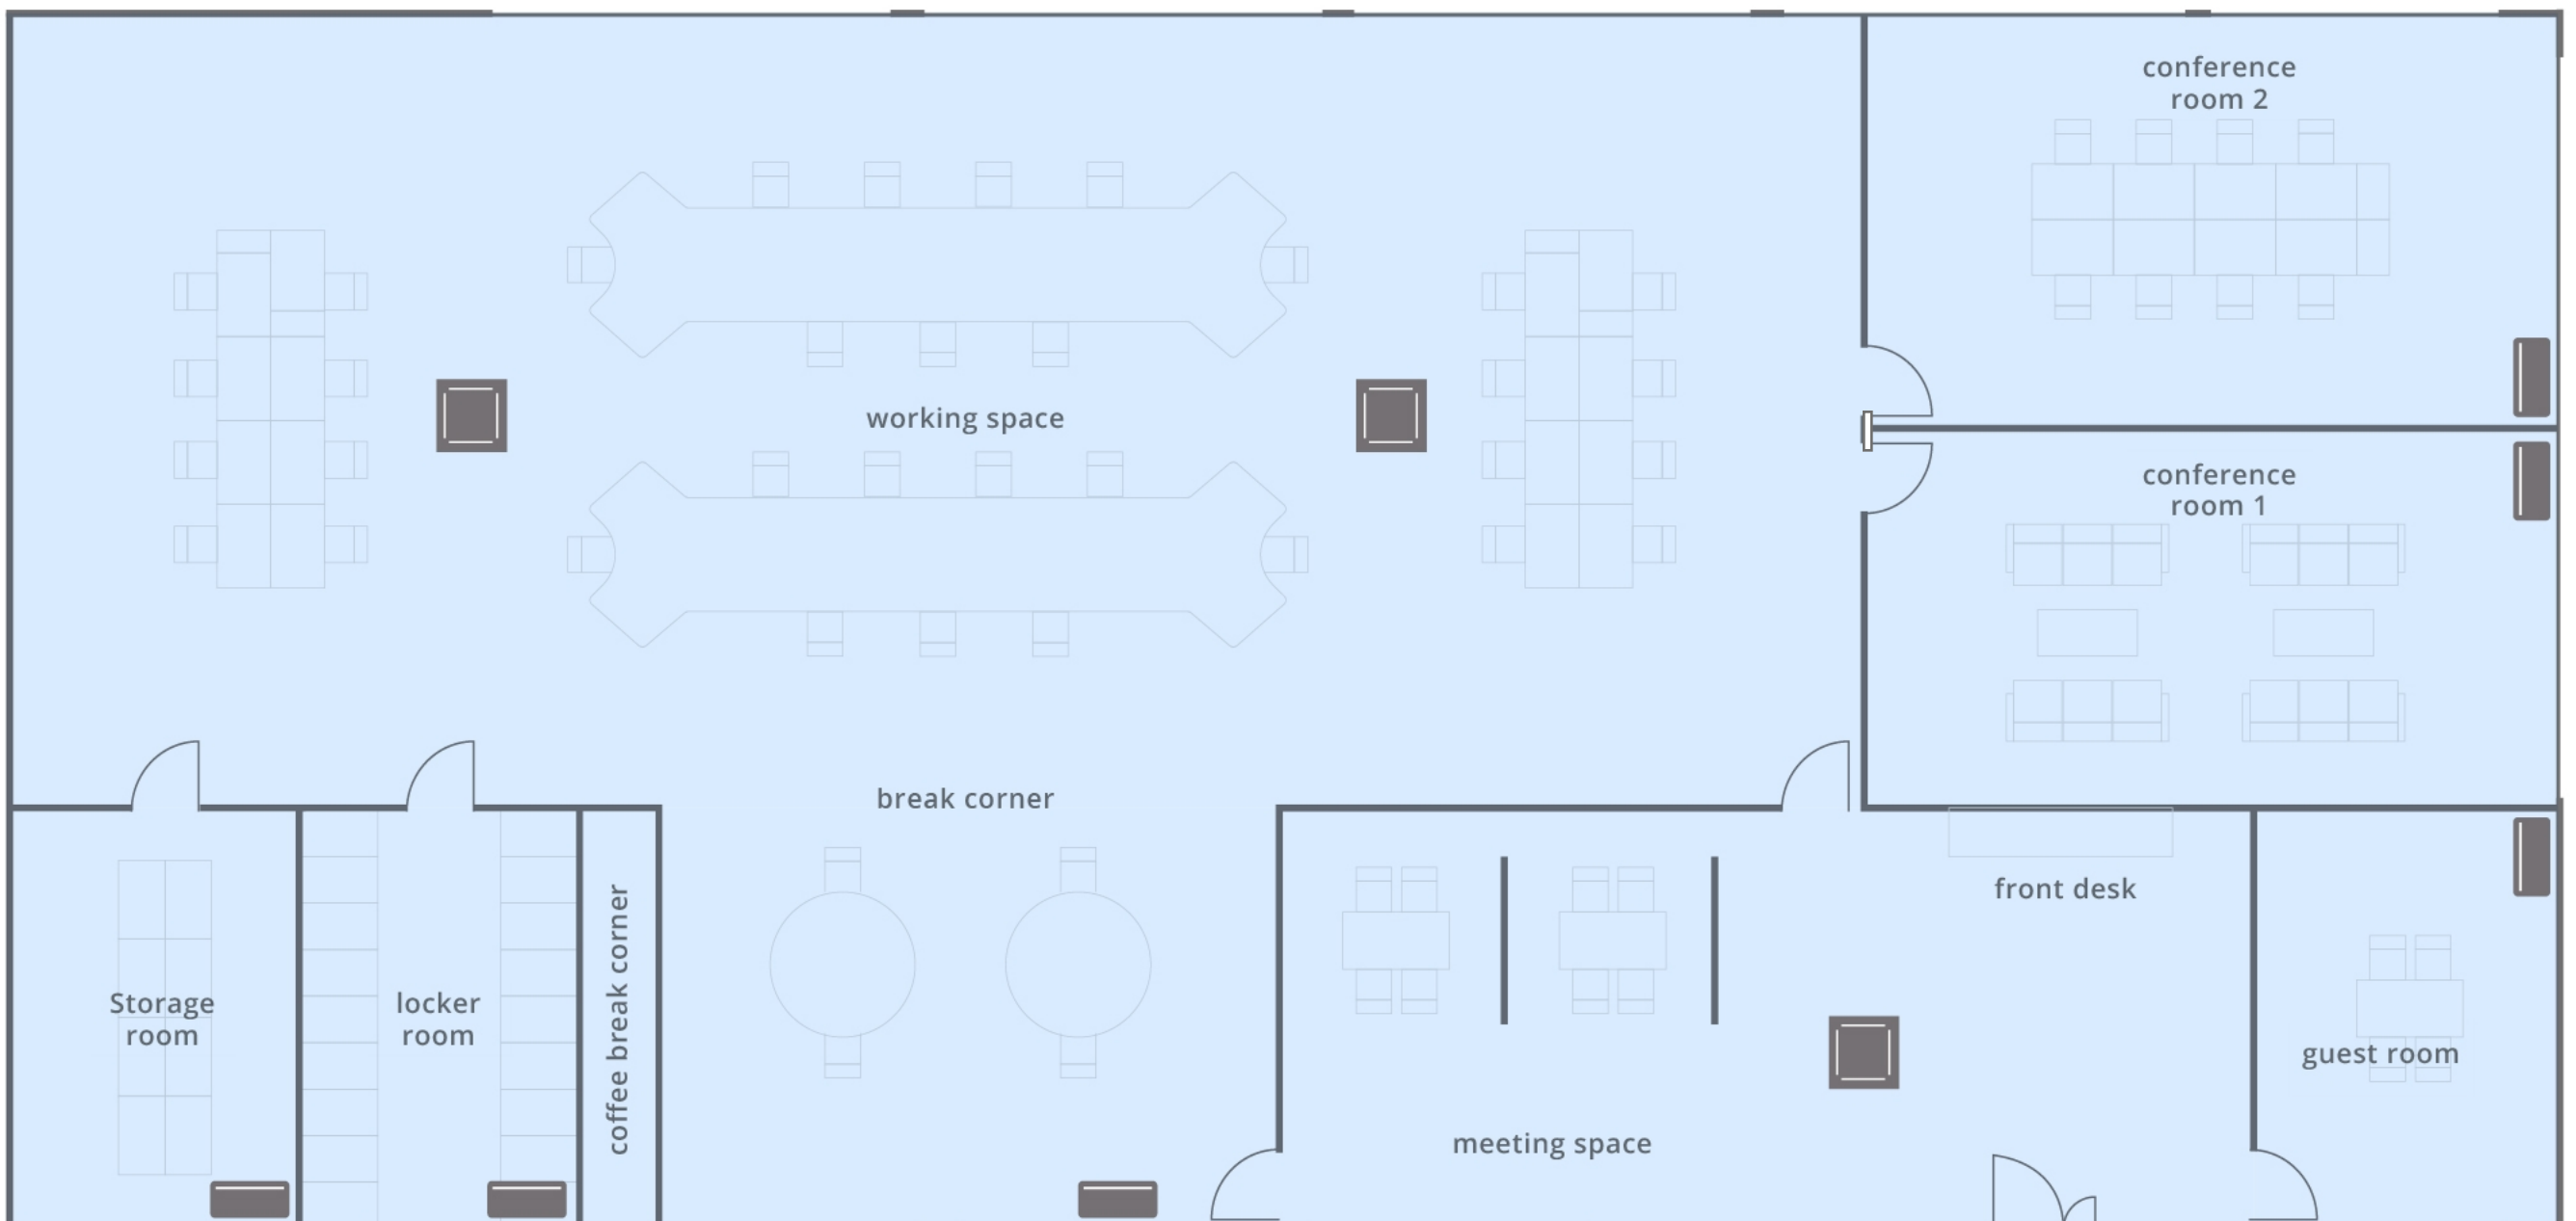 conference
room 2
working space
conference
room 1
break corner
front desk
Storage
room
locker
room
coffee break corner
guest room
meeting space